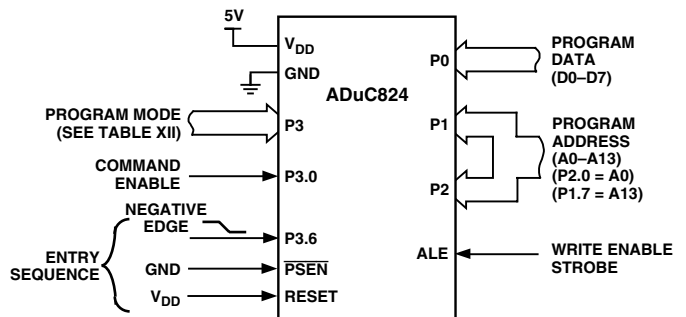 5V
VDD
GND
ADuC824
P0
PROGRAM
DATA
(D0–D7)
PROGRAM MODE
(SEE TABLE XII)
P3
P1
PROGRAM
ADDRESS
(A0–A13)
(P2.0 = A0)
(P1.7 = A13)
COMMAND
ENABLE
P3.0
P2
NEGATIVE
EDGE
P3.6
ENTRY
SEQUENCE
GND
PSEN
ALE
WRITE ENABLE
STROBE
VDD
RESET